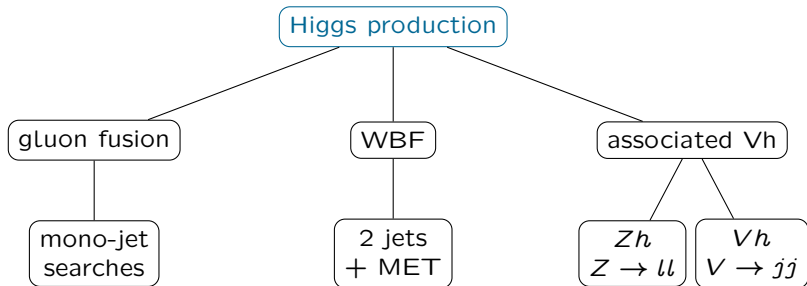 Higgs production
gluon fusion
WBF
associated Vh
mono-jet
searches
2 jets
+ MET
Zh
Z → ll
Vh
V → jj